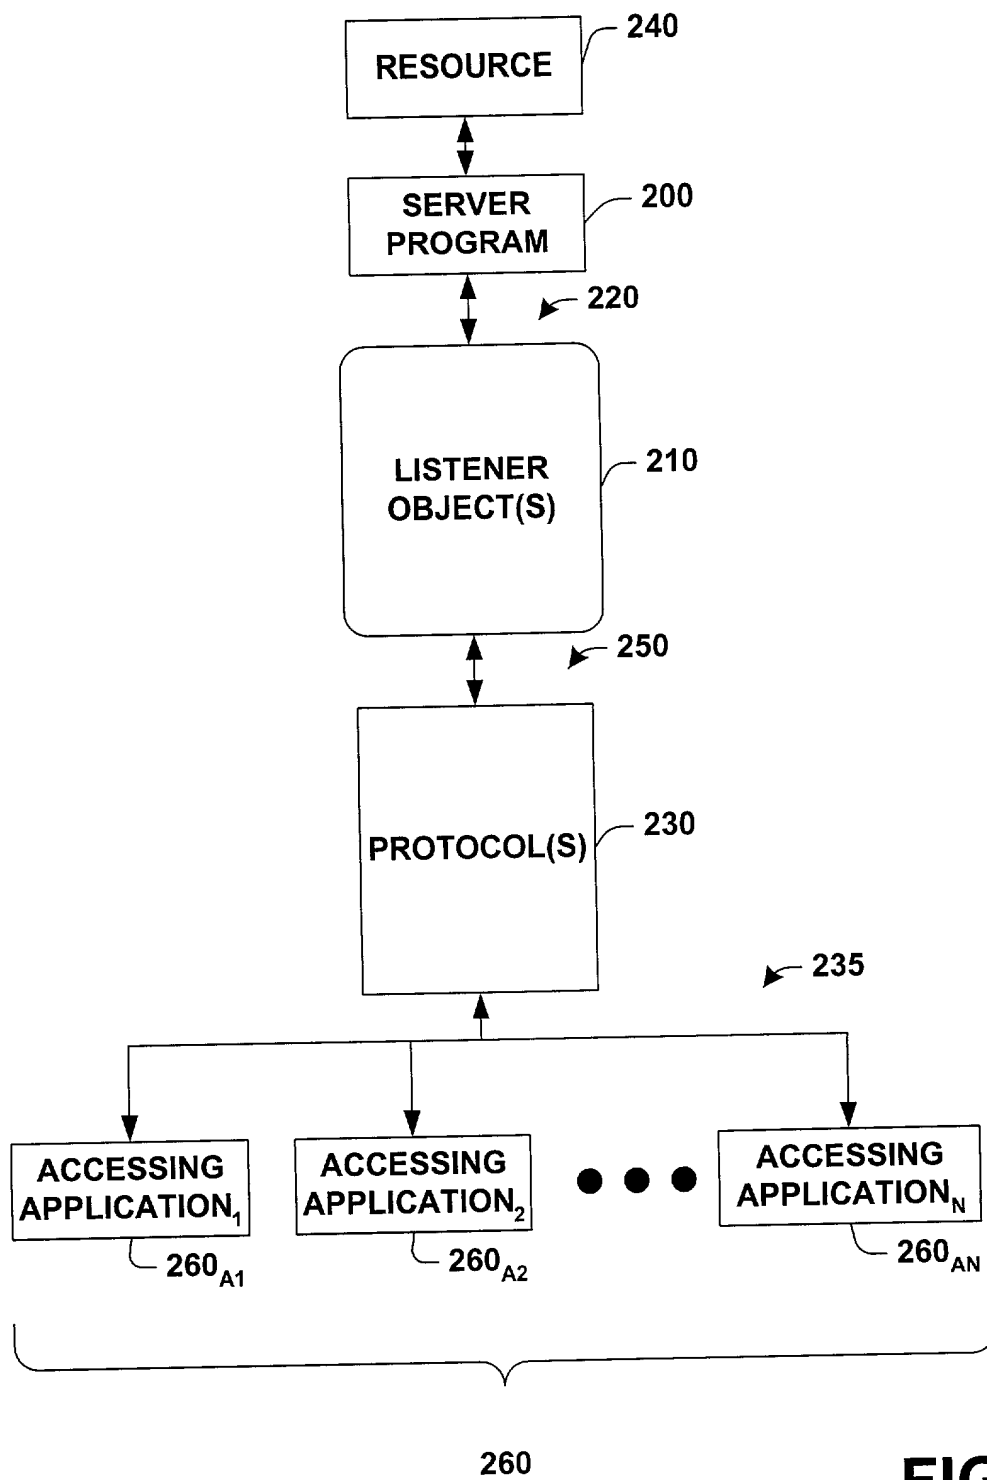 240
RESOURCE
200
SERVER
PROGRAM
220
LISTENER
OBJECT(S)
210
250
PROTOCOL(S)
230
235
ACCESSING
APPLICATION1
ACCESSING
APPLICATION2
ACCESSING
APPLICATIONN
260A1
260A2
260AN
260
FIG